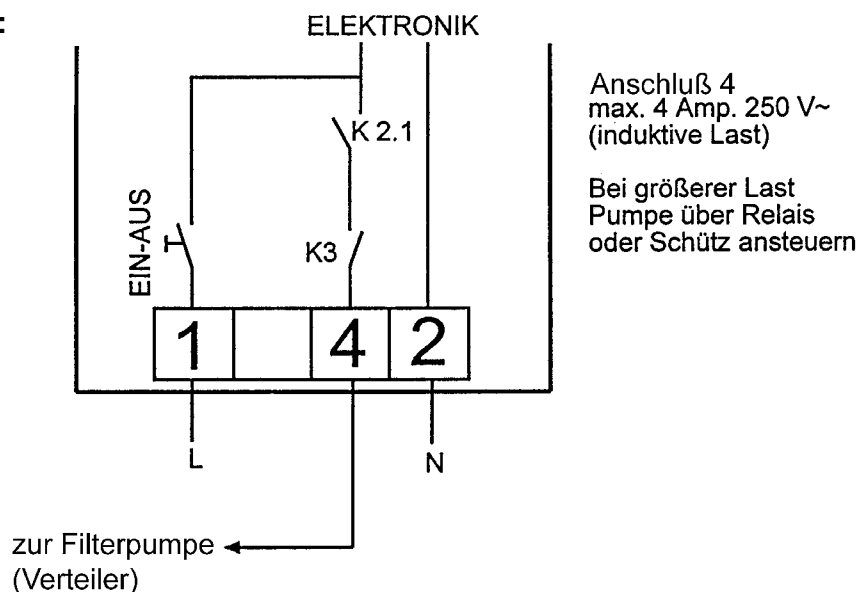 :
ELEKTRONIK
Anschluß 4
max. 4 Amp. 250 V~
(induktive Last)
K 2.1
Bei größerer Last
Pumpe über Relais
oder Schütz ansteuern
EIN-AUS
K3
1
4
2
L
N
zur Filterpumpe
(Verteiler)